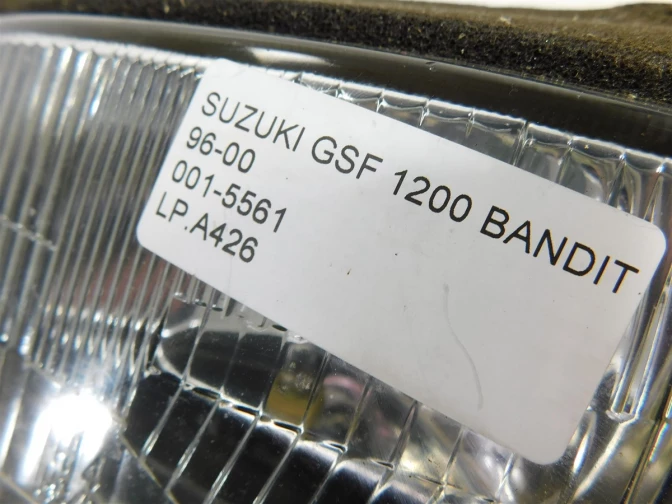 SUZUKI GSF 1200 BANDIT
96-00
001-5561
LP.A426